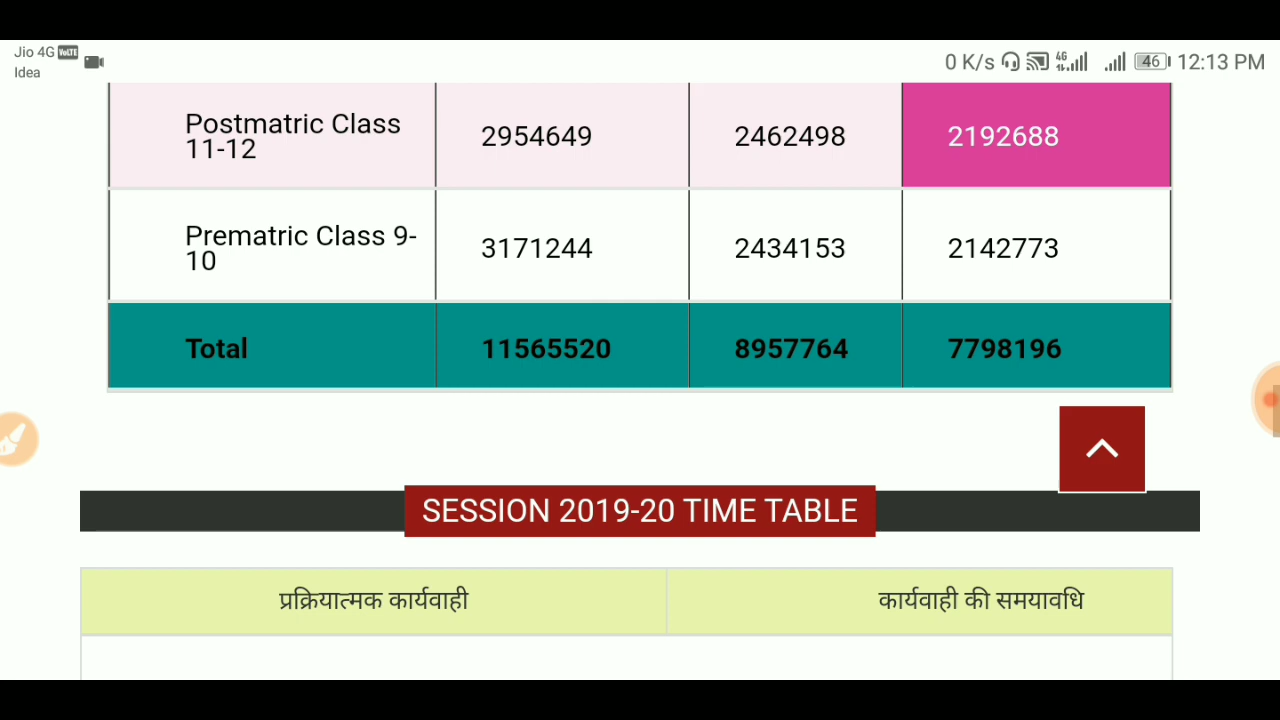 Jio 4G VoLTE
Idea
0 K/s 4G 46 12:13 PM
Postmatric Class
11-12
2954649 2462498 2192688
Prematric Class 9-
10
3171244 2434153 2142773
Total 11565520 8957764 7798196
SESSION 2019-20 TIME TABLE
प्रक्रियात्मक कार्यवाही कार्यवाही की समयावधि